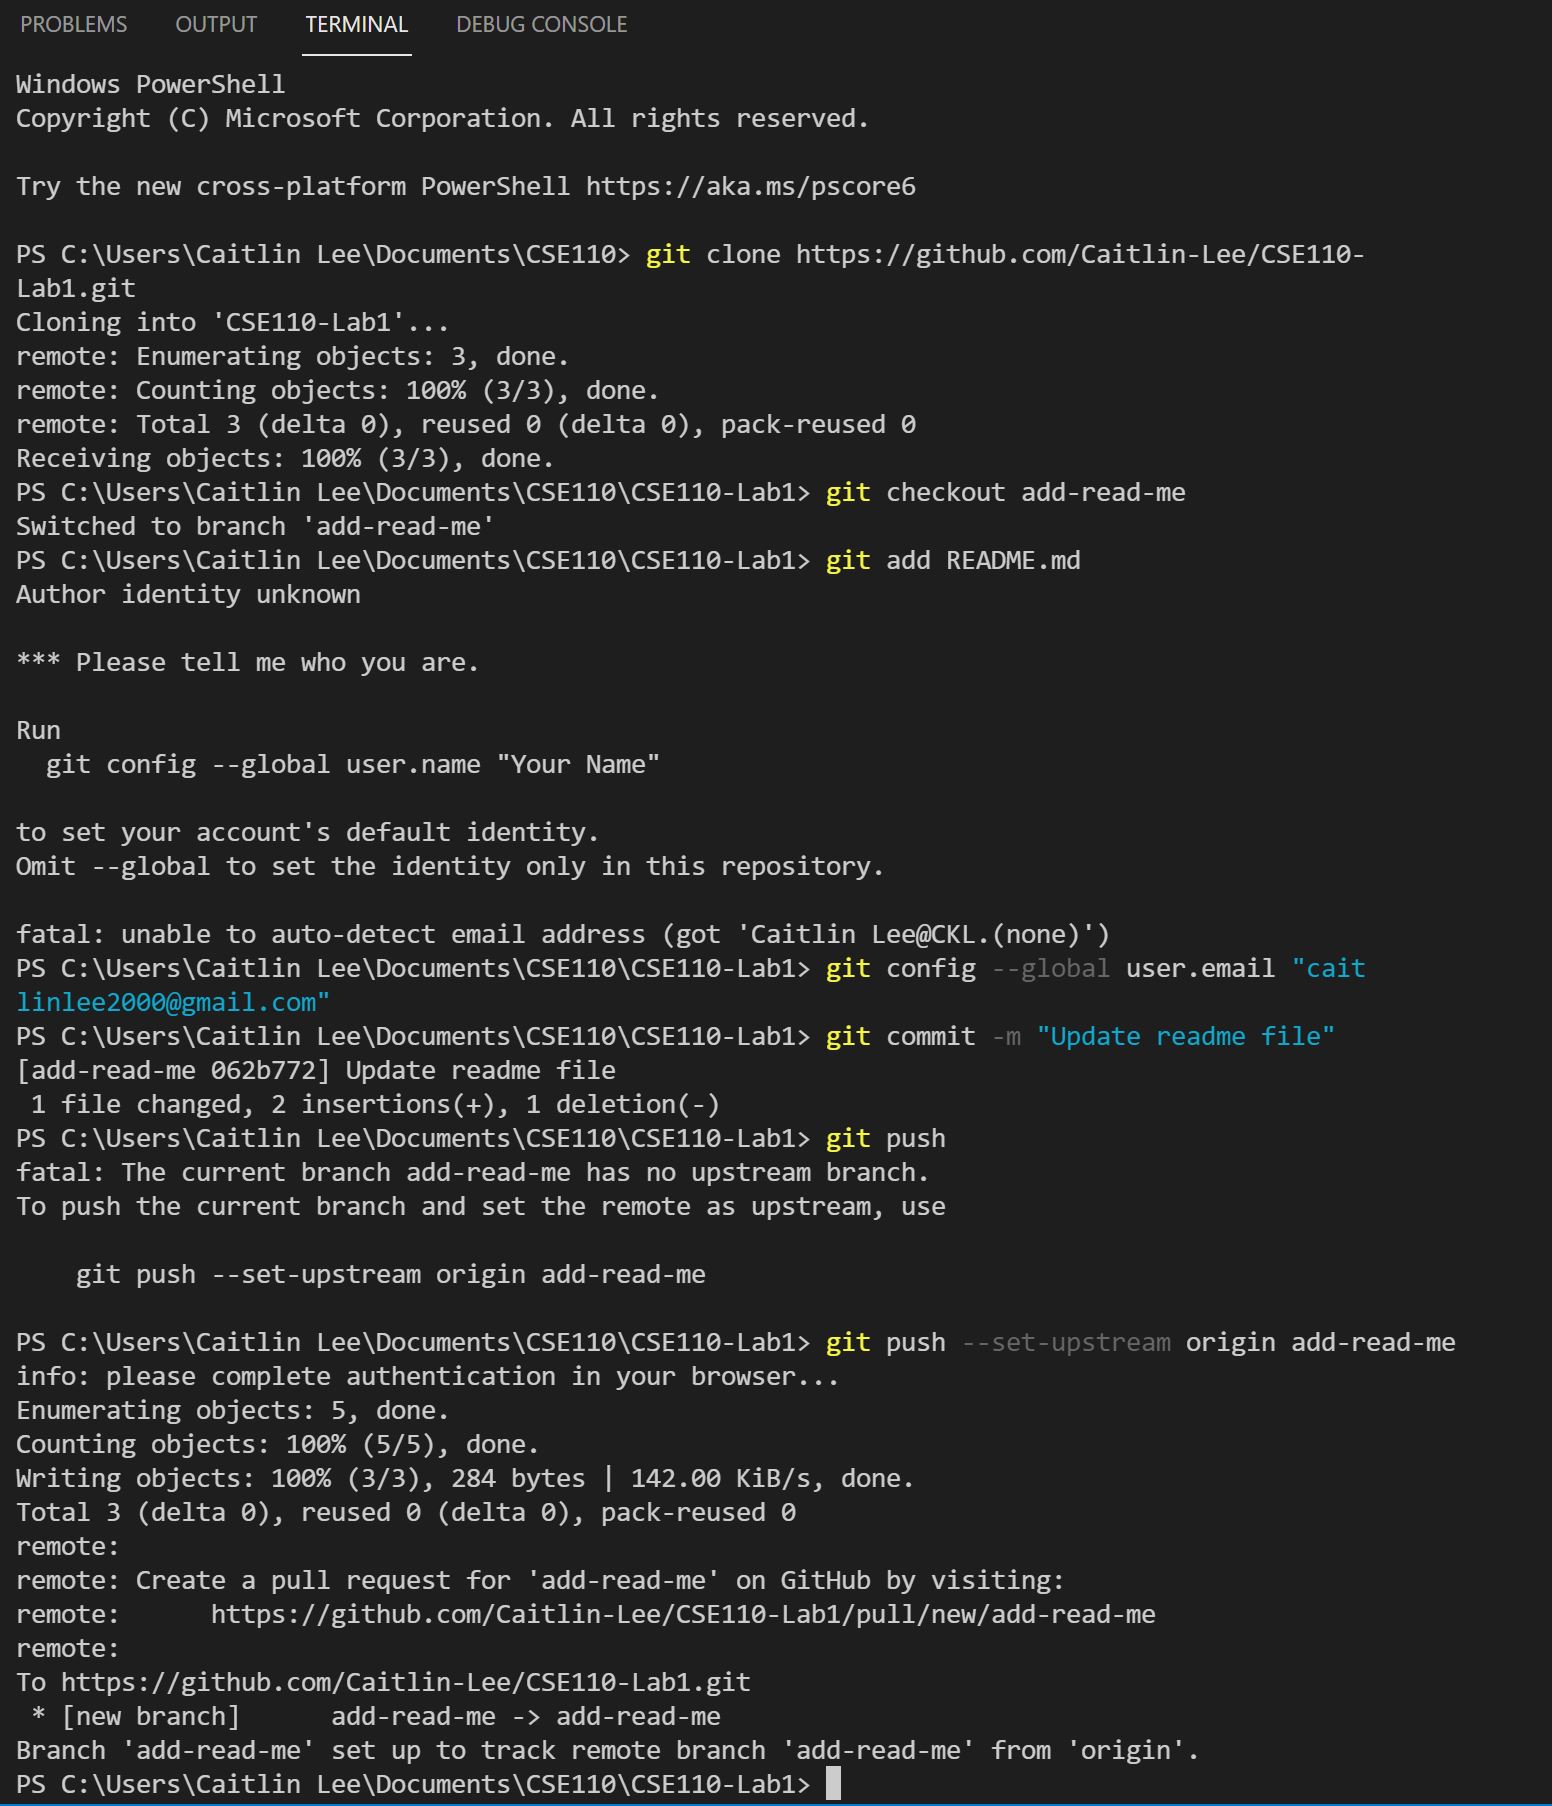 PROBLEMS OUTPUT TERMINAL DEBUG CONSOLE
Windows PowerShell
Copyright (C) Microsoft Corporation. All rights reserved.
Try the new cross-platform PowerShell https://aka.ms/pscore6
PS C:\Users\Caitlin Lee\Documents\CSE110> git clone https://github.com/Caitlin-Lee/CSE110-
Lab1.git
Cloning into 'CSE110-Lab1'...
remote: Enumerating objects: 3, done.
remote: Counting objects: 100% (3/3), done.
remote: Total 3 (delta 0), reused 0 (delta 0), pack-reused 0
Receiving objects: 100% (3/3), done.
PS C:\Users\Caitlin Lee\Documents\CSE110\CSE110-Lab1> git checkout add-read-me
Switched to branch 'add-read-me'
PS C:\Users\Caitlin Lee\Documents\CSE110\CSE110-Lab1> git add README.md
Author identity unknown
*** Please tell me who you are.
Run
  git config --global user.name "Your Name"
to set your account's default identity.
Omit --global to set the identity only in this repository.
fatal: unable to auto-detect email address (got 'Caitlin Lee@CKL.(none)')
PS C:\Users\Caitlin Lee\Documents\CSE110\CSE110-Lab1> git config --global user.email "cait
linlee2000@gmail.com"
PS C:\Users\Caitlin Lee\Documents\CSE110\CSE110-Lab1> git commit -m "Update readme file"
[add-read-me 062b772] Update readme file
 1 file changed, 2 insertions(+), 1 deletion(-)
PS C:\Users\Caitlin Lee\Documents\CSE110\CSE110-Lab1> git push
fatal: The current branch add-read-me has no upstream branch.
To push the current branch and set the remote as upstream, use
    git push --set-upstream origin add-read-me
PS C:\Users\Caitlin Lee\Documents\CSE110\CSE110-Lab1> git push --set-upstream origin add-read-me
info: please complete authentication in your browser...
Enumerating objects: 5, done.
Counting objects: 100% (5/5), done.
Writing objects: 100% (3/3), 284 bytes | 142.00 KiB/s, done.
Total 3 (delta 0), reused 0 (delta 0), pack-reused 0
remote:
remote: Create a pull request for 'add-read-me' on GitHub by visiting:
remote:      https://github.com/Caitlin-Lee/CSE110-Lab1/pull/new/add-read-me
remote:
To https://github.com/Caitlin-Lee/CSE110-Lab1.git
 * [new branch]      add-read-me -> add-read-me
Branch 'add-read-me' set up to track remote branch 'add-read-me' from 'origin'.
PS C:\Users\Caitlin Lee\Documents\CSE110\CSE110-Lab1>